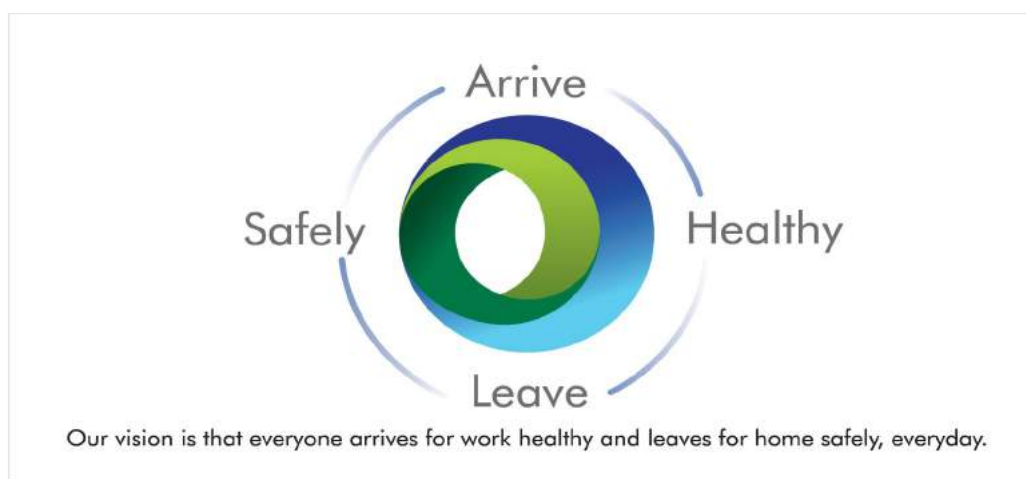 Arrive
Safely
Healthy
Leave
Our vision is that everyone arrives for work healthy and leaves for home safely, everyday.